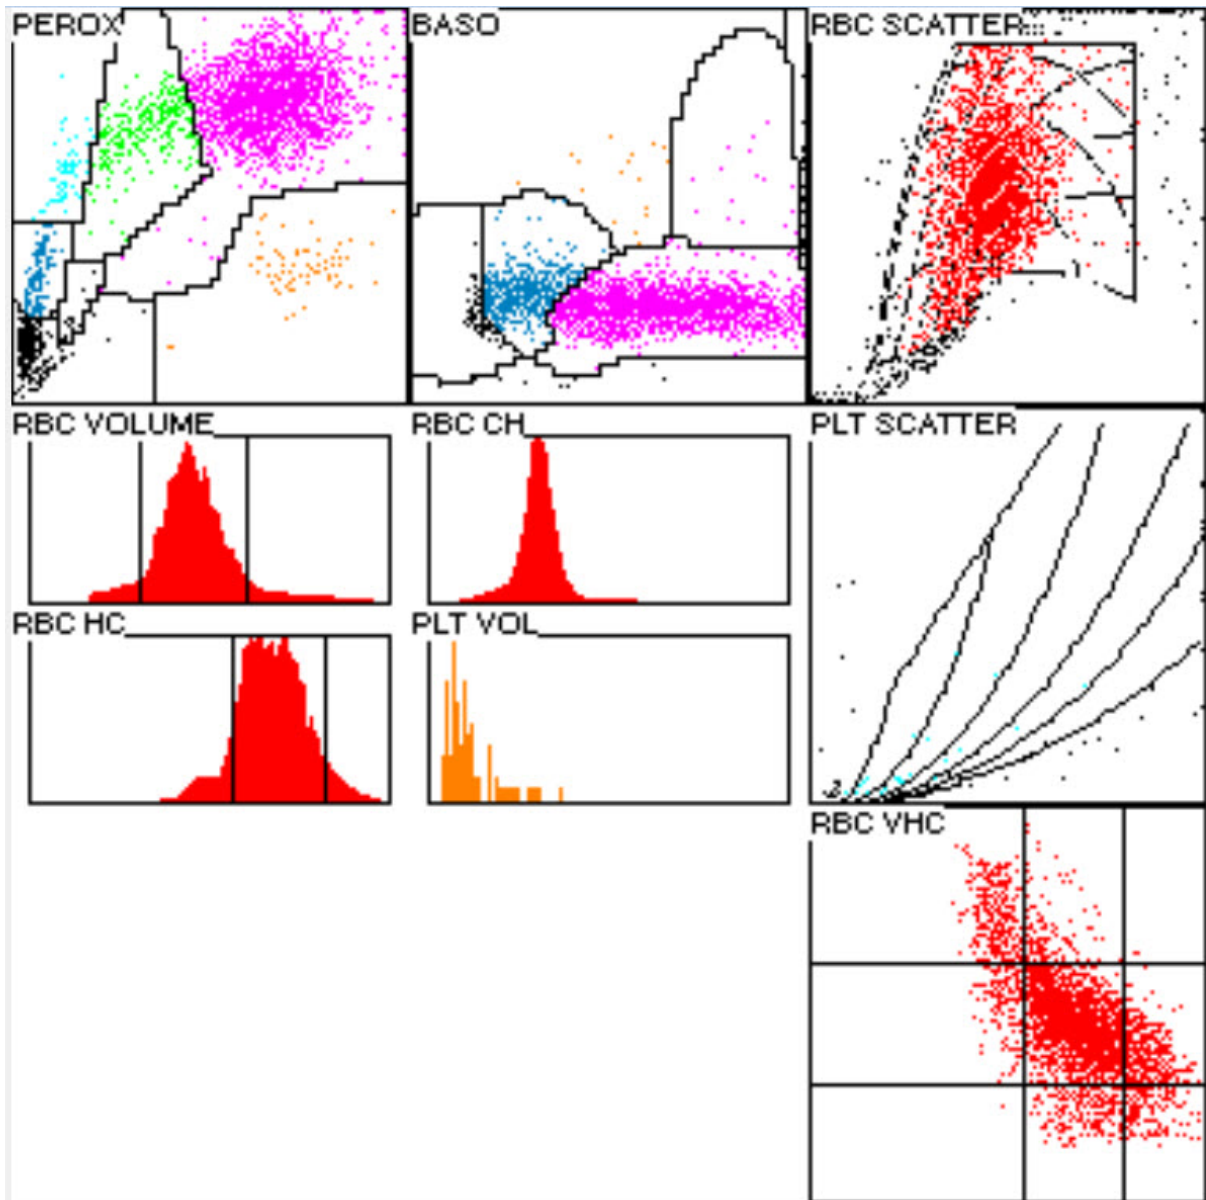 PEROX
BASO
RBC SCATTER
RBC VOLUME
RBC CH
PLT SCATTER
RBC HC
PLT VOL
RBC VHC